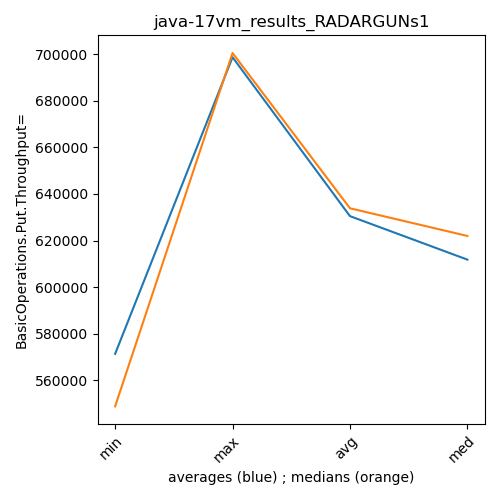 java-17vm_results_RADARGUNs1
BasicOperations.Put.Throughput=
700000
680000
660000
640000
620000
600000
580000
560000
min
max
avg
med
averages (blue) ; medians (orange)